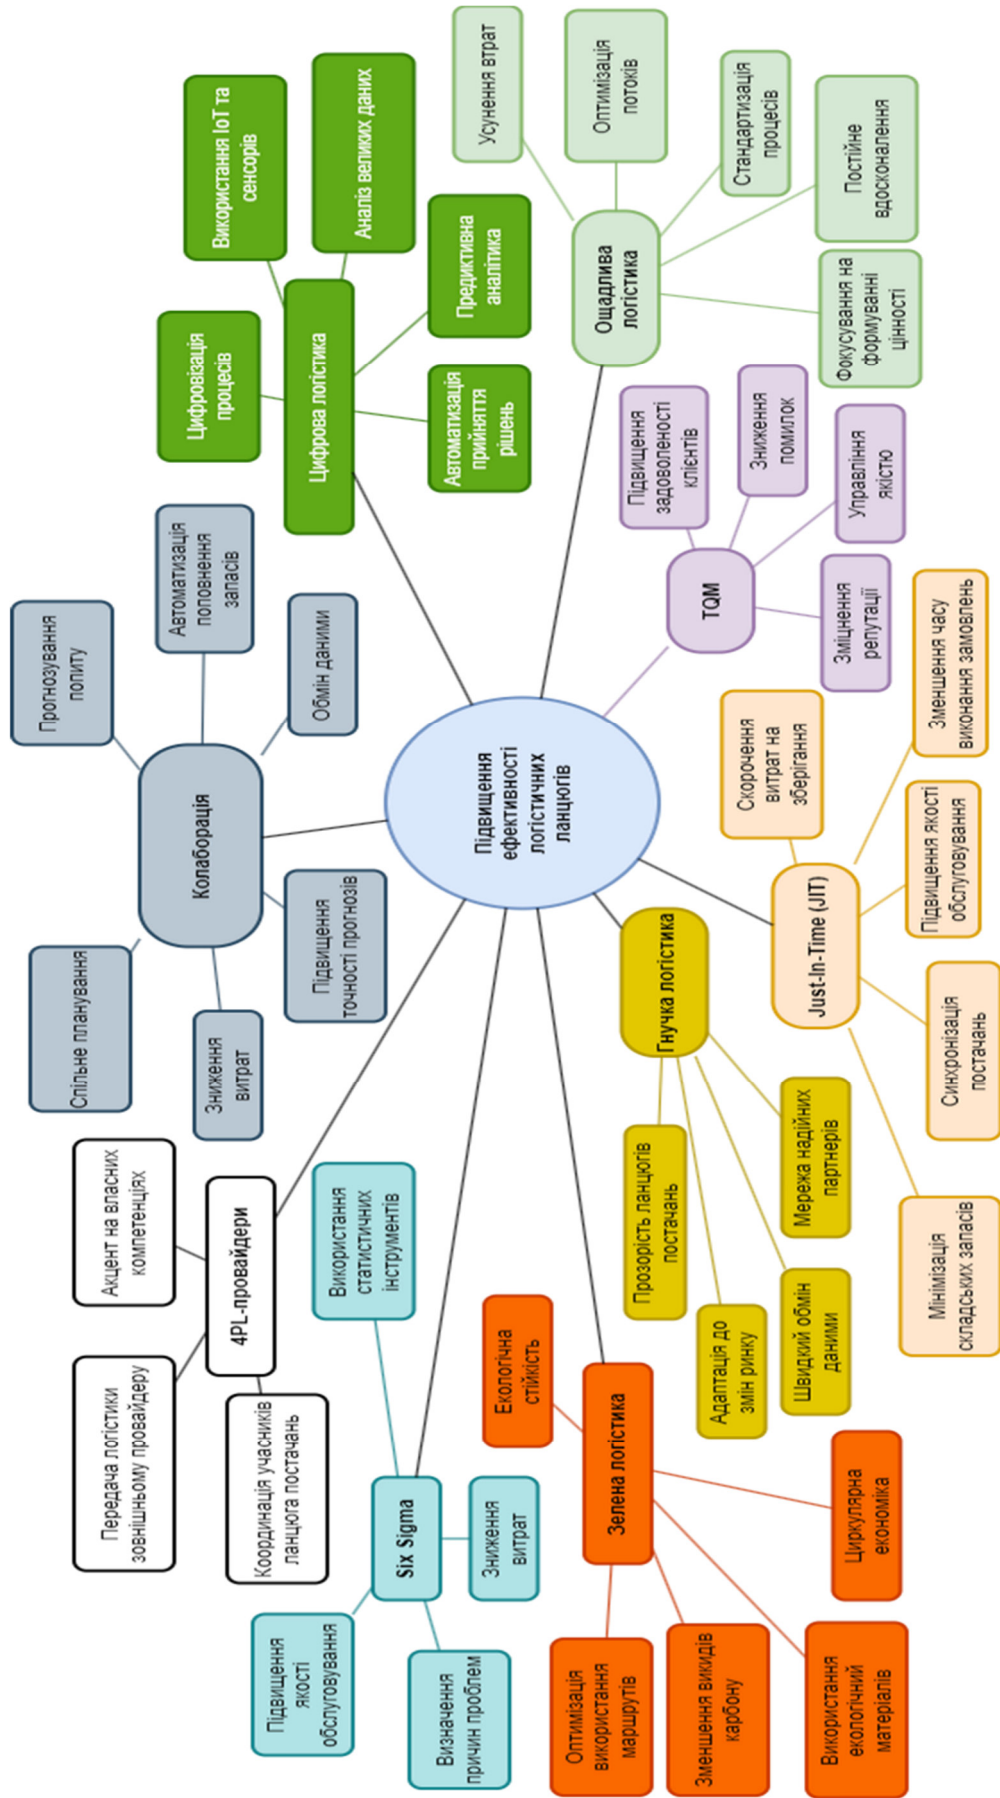 Передача логістики
зовнішньому провайдеру
Акцент на власних
компетенціях
Координація учасників
ланцюга постачань
4PL-провайдери
Спільне планування
Прогнозування
попиту
Зниження
витрат
Колаборація
Автоматизація
поповнення
запасів
Підвищення
точності прогнозів
Обмін даними
Цифровізація
процесів
Використання IoT та
сенсорів
Цифрова логістика
Аналіз великих даних
Автоматизація
прийняття
рішень
Предиктивна
аналітика
Підвищення
якості
обслуговування
Використання
статистичних
інструментів
Six Sigma
Визначення
причин проблем
Зниження
витрат
Підвищення
ефективності
логістичних
ланцюгів
Усунення втрат
Оптимізація
потоків
Ощадлива
логістика
Стандартизація
процесів
Постійне
вдосконалення
Фокусування на
формуванні
цінності
Екологічна
стійкість
Зелена логістика
Оптимізація
використання
маршрутів
Зменшення викидів
карбону
Використання
екологічний
матеріалів
Циркулярна
економіка
Гнучка логістика
Прозорість ланцюгів
постачань
Адаптація до
змін ринку
Швидкий обмін
даними
Мережа надійних
партнерів
Підвищення
задоволеності
клієнтів
TQM
Зниження
помилок
Управління
якістю
Зміцнення
репутації
Скорочення
витрат на
зберігання
Just-In-Time (JIT)
Мінімізація
складських запасів
Синхронізація
постачань
Підвищення якості
обслуговування
Зменшення часу
виконання замовлень